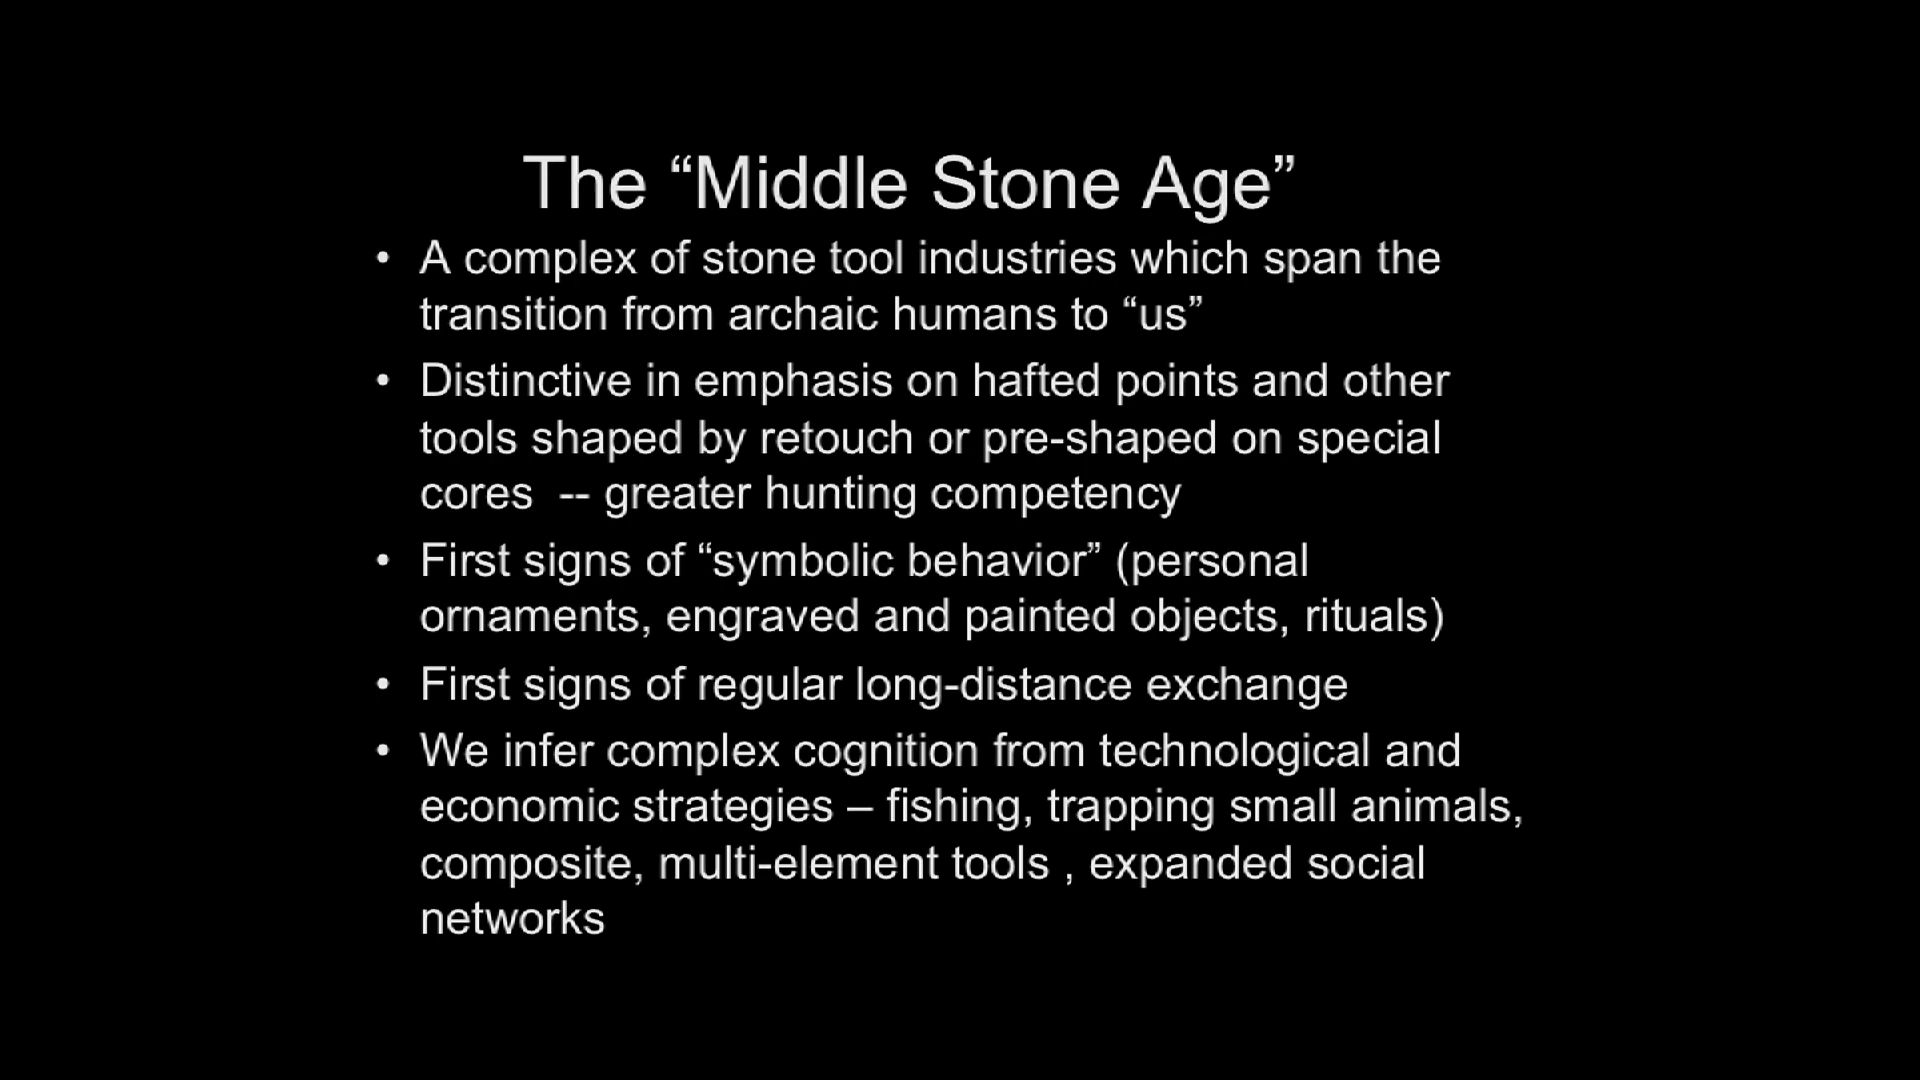 The “Middle Stone Age”
• A complex of stone tool industries which span the
transition from archaic humans to “us”
• Distinctive in emphasis on hafted points and other
tools shaped by retouch or pre-shaped on special
cores  -- greater hunting competency
• First signs of “symbolic behavior” (personal
ornaments, engraved and painted objects, rituals)
• First signs of regular long-distance exchange
• We infer complex cognition from technological and
economic strategies – fishing, trapping small animals,
composite, multi-element tools , expanded social
networks